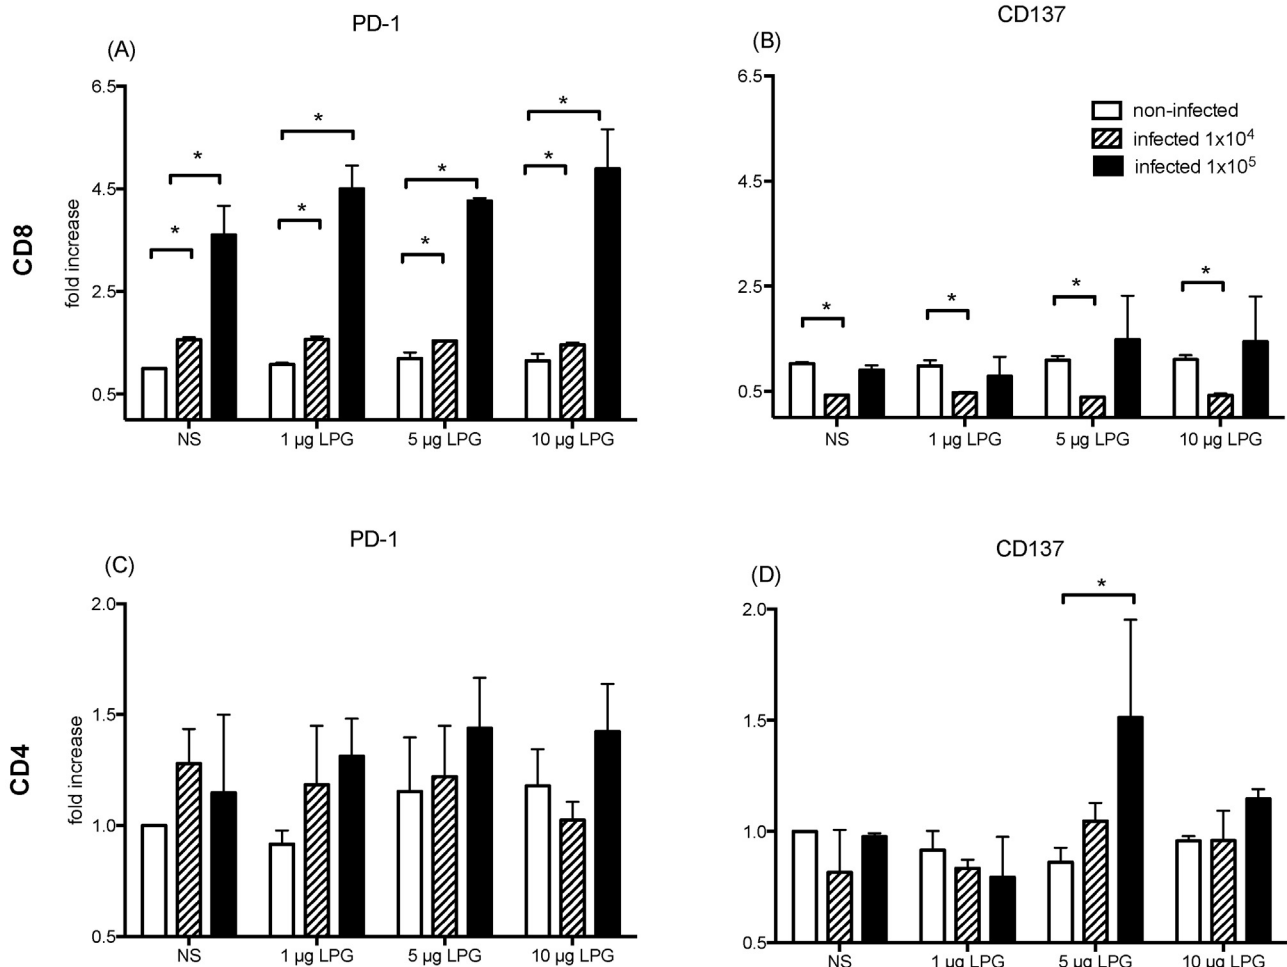 PD-1
(A)
CD8
fold increase
6.5
4.5
2.5
0.5
* * * * * * * *
NS 1 µg LPG 5 µg LPG 10 µg LPG
CD137
(B)
6.5
4.5
2.5
0.5
non-infected
infected 1x10⁴
infected 1x10⁵
* * * *
NS 1 µg LPG 5 µg LPG 10 µg LPG
PD-1
(C)
CD4
fold increase
2.0
1.5
1.0
0.5
NS 1 µg LPG 5 µg LPG 10 µg LPG
CD137
(D)
2.0
1.5
1.0
0.5
*
NS 1 µg LPG 5 µg LPG 10 µg LPG